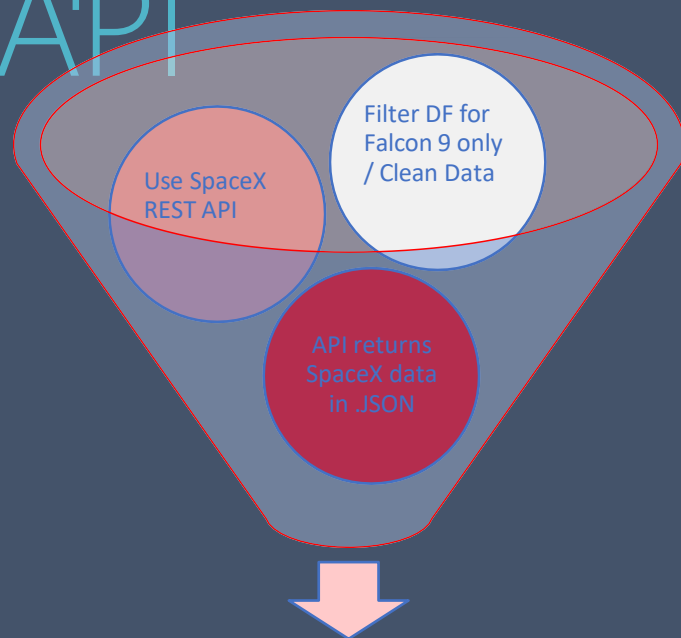 API
Filter DF for
Falcon 9 only
/ Clean Data
Use SpaceX
REST API
API returns
SpaceX data
in .JSON